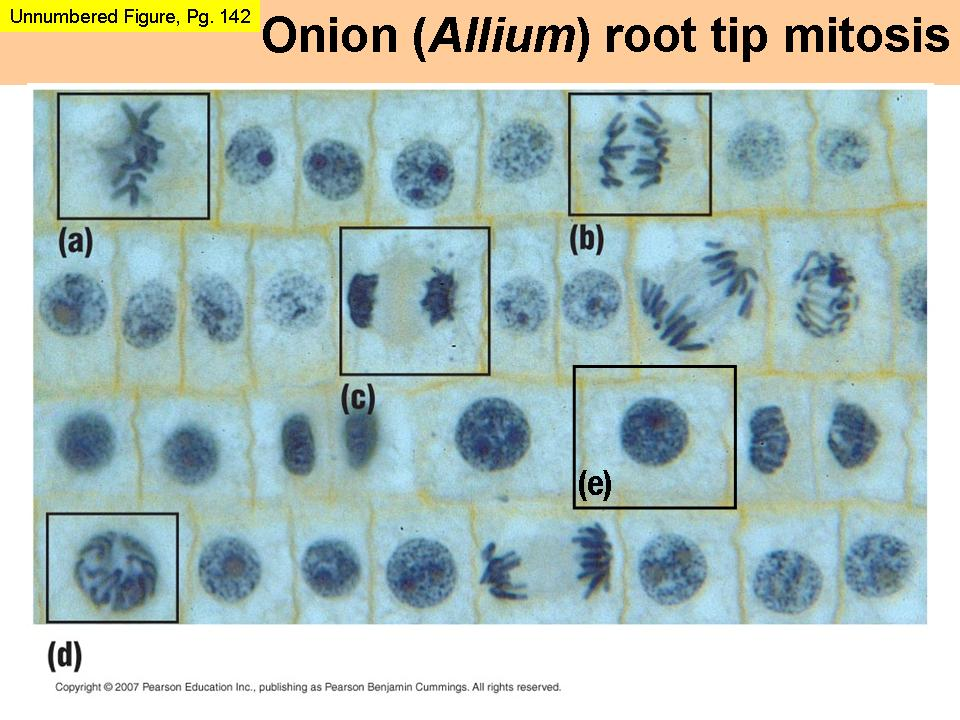 Unnumbered Figure, Pg. 142
Onion (Allium) root tip mitosis
(a)
(b)
(c)
(e)
(d)
Copyright © 2007 Pearson Education Inc., publishing as Pearson Benjamin Cummings. All rights reserved.